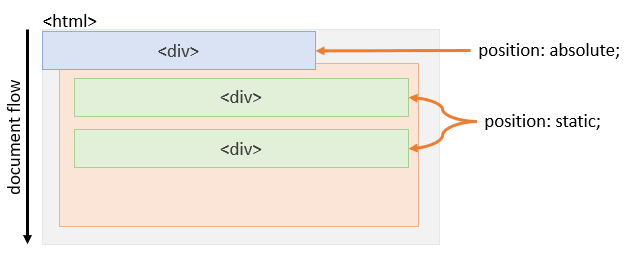 <html>
<div>
position: absolute;
<div>
position: static;
<div>
document flow